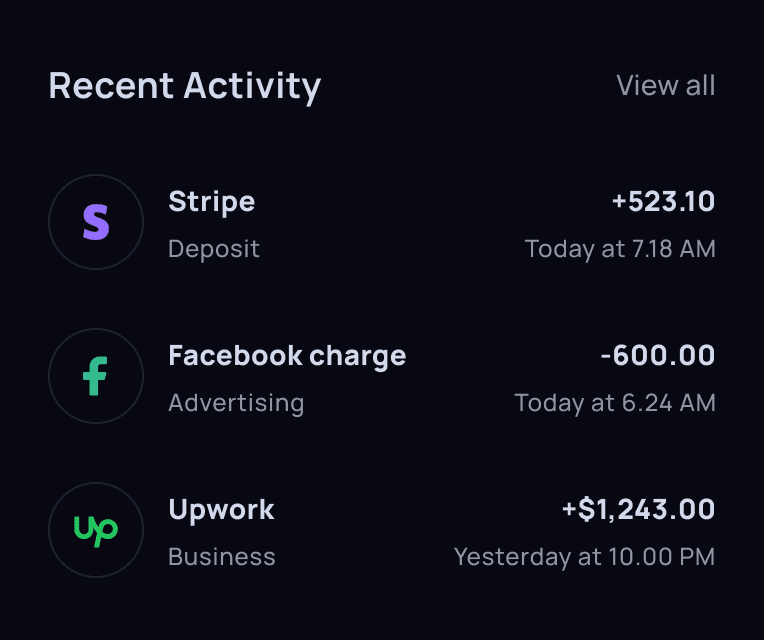 Recent Activity View all
S
Stripe +523.10
Deposit Today at 7.18 AM
f
Facebook charge -600.00
Advertising Today at 6.24 AM
up
Upwork +$1,243.00
Business Yesterday at 10.00 PM